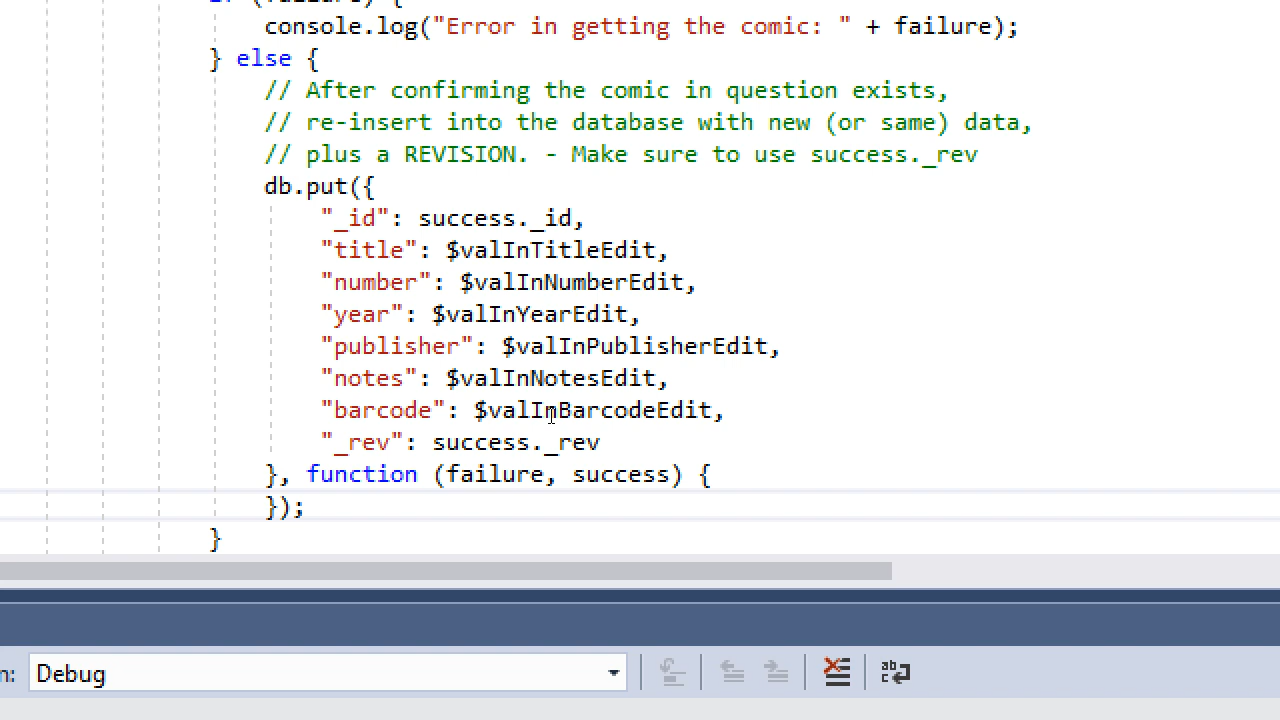 console.log("Error in getting the comic: " + failure);
} else {
// After confirming the comic in question exists,
// re-insert into the database with new (or same) data,
// plus a REVISION. - Make sure to use success._rev
db.put({
"_id": success._id,
"title": $valInTitleEdit,
"number": $valInNumberEdit,
"year": $valInYearEdit,
"publisher": $valInPublisherEdit,
"notes": $valInNotesEdit,
"barcode": $valInBarcodeEdit,
"_rev": success._rev
}, function (failure, success) {
});
}
n: Debug